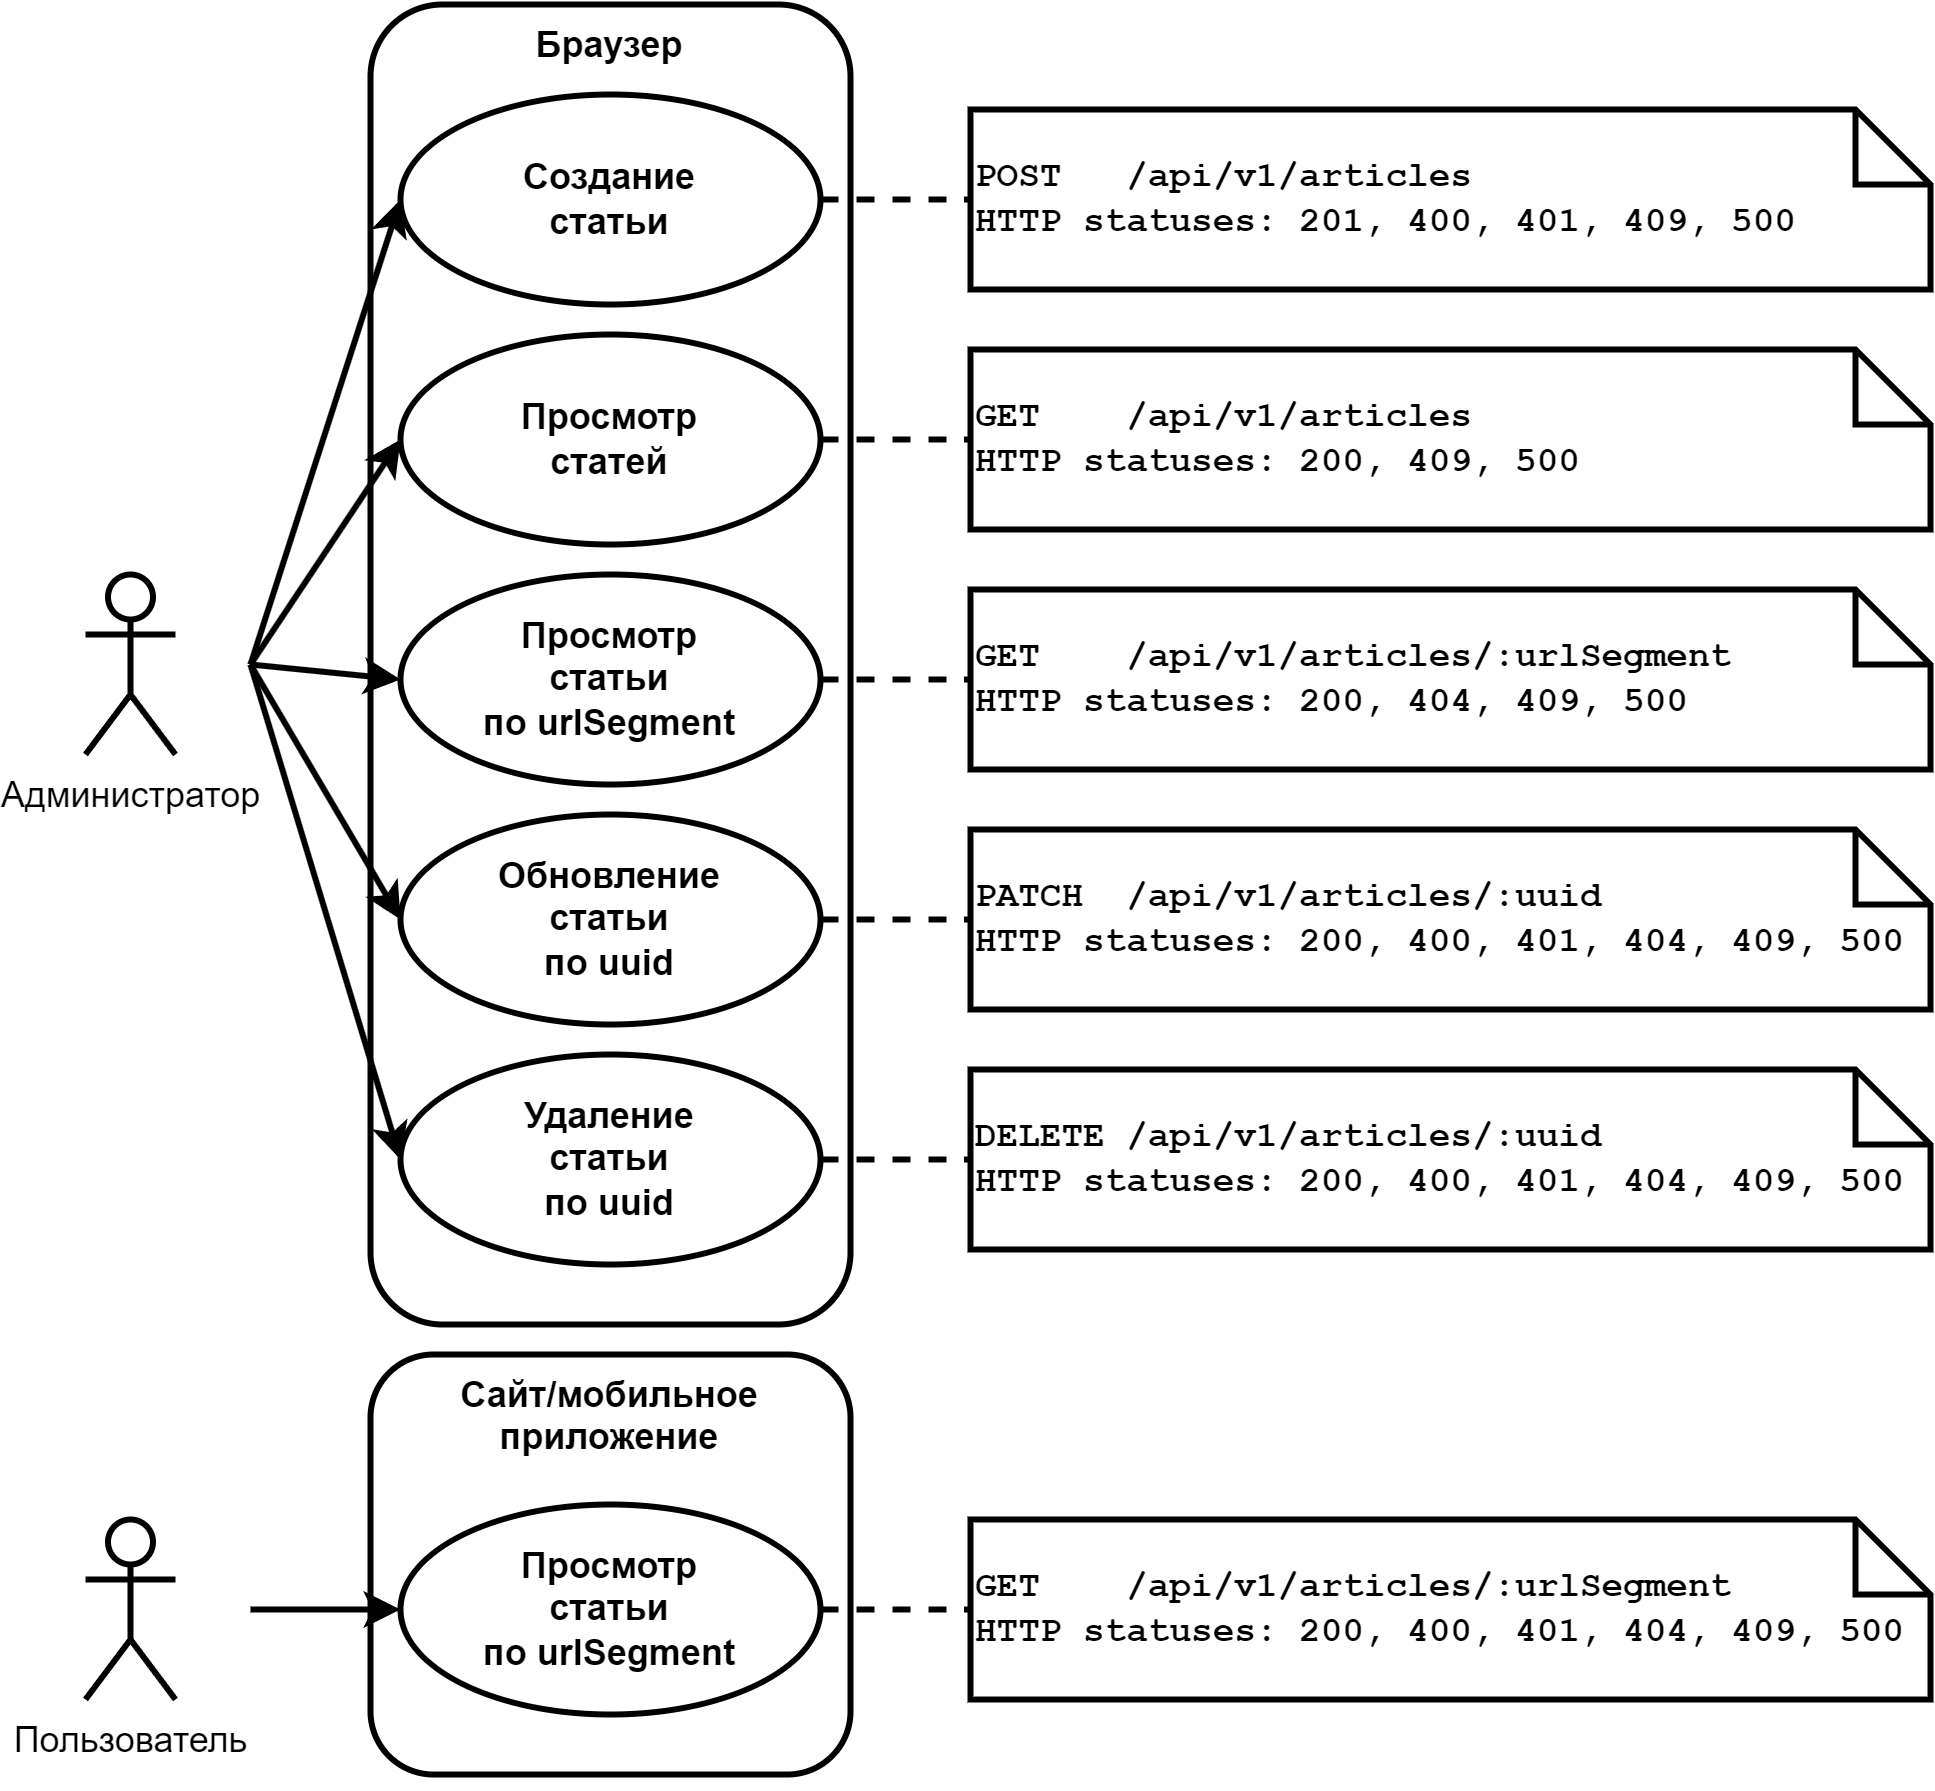 Браузер
Создание
статьи
POST   /api/v1/articles
HTTP statuses: 201, 400, 401, 409, 500
Просмотр
статей
GET    /api/v1/articles
HTTP statuses: 200, 409, 500
Администратор
Просмотр
статьи
по urlSegment
GET    /api/v1/articles/:urlSegment
HTTP statuses: 200, 404, 409, 500
Обновление
статьи
по uuid
PATCH  /api/v1/articles/:uuid
HTTP statuses: 200, 400, 401, 404, 409, 500
Удаление
статьи
по uuid
DELETE /api/v1/articles/:uuid
HTTP statuses: 200, 400, 401, 404, 409, 500
Сайт/мобильное
приложение
Пользователь
Просмотр
статьи
по urlSegment
GET    /api/v1/articles/:urlSegment
HTTP statuses: 200, 400, 401, 404, 409, 500